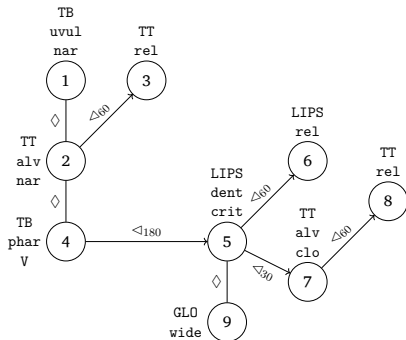 TB
uvul
nar
1
TT
rel
3
◇
◁60
TT
alv
nar
2
◇
TB
phar
V
4
◁180
LIPS
dent
crit
5
◁60
LIPS
rel
6
◁30
TT
alv
clo
7
◁60
TT
rel
8
◇
GLO
wide
9